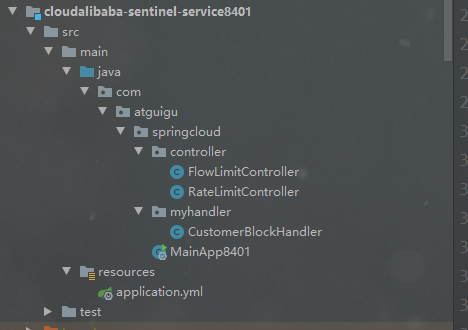 cloudalibaba-sentinel-service8401
src
main
java
com
atguigu
springcloud
controller
FlowLimitController
RateLimitController
myhandler
CustomerBlockHandler
MainApp8401
resources
application.yml
test